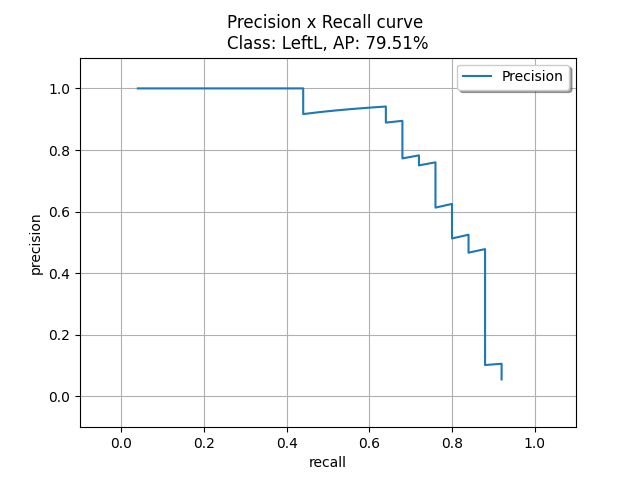 Precision x Recall curve
Class: LeftL, AP: 79.51%
Precision
1.0
0.8
0.6
0.4
0.2
0.0
precision
0.0 0.2 0.4 0.6 0.8 1.0
recall